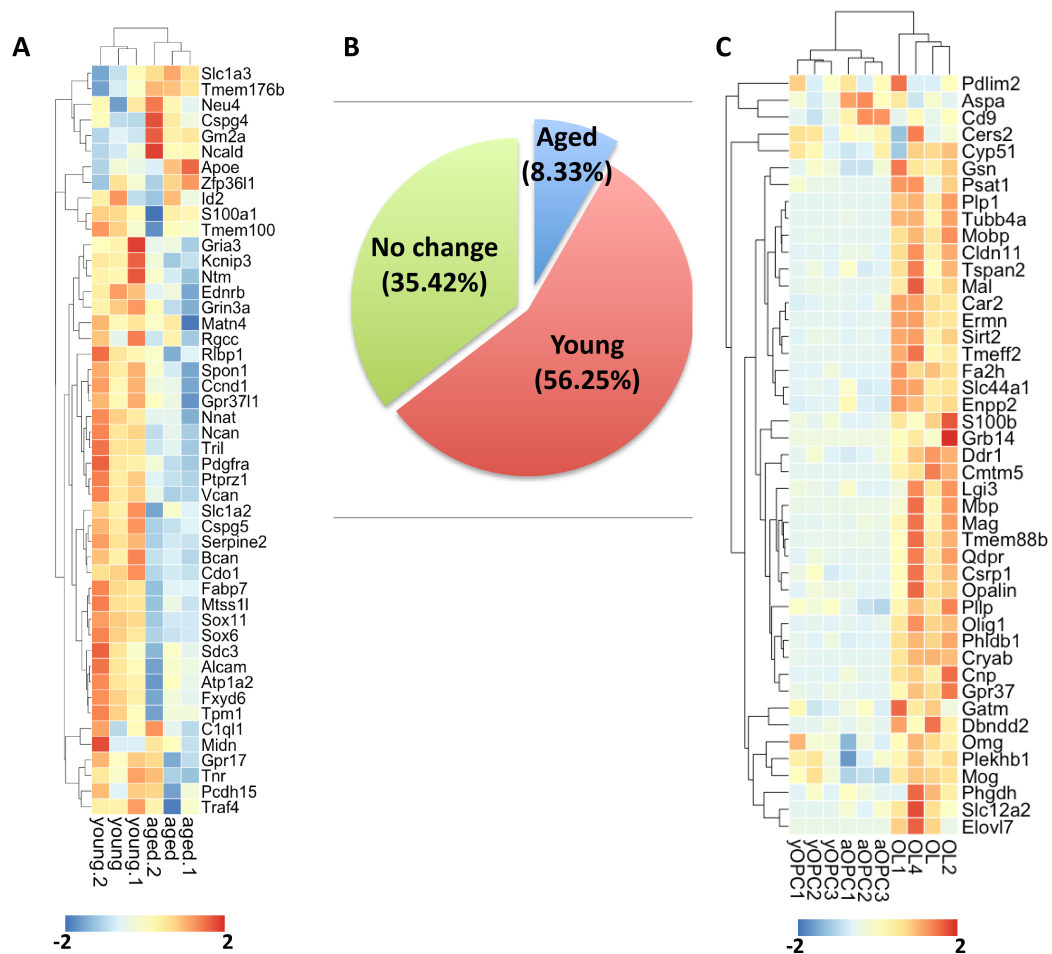 A
Slc1a3
Tmem176b
Neu4
Cspg4
Gm2a
Ncald
Apoe
Zfp36l1
Id2
S100a1
Tmem100
Gria3
Kcnip3
Ntm
Ednrb
Grin3a
Matn4
Rgcc
Rlbp1
Spon1
Ccnd1
Gpr37l1
Nnat
Ncan
Tril
Pdgfra
Ptprz1
Vcan
Slc1a2
Cspg5
Serpine2
Bcan
Cdo1
Fabp7
Mtss1l
Sox11
Sox6
Sdc3
Alcam
Atp1a2
Fxyd6
Tpm1
C1ql1
Midn
Gpr17
Tnr
Pcdh15
Traf4
young.2
young
young.1
aged.2
aged
aged.1
-2
2
B
Aged
(8.33%)
No change
(35.42%)
Young
(56.25%)
C
Pdlim2
Aspa
Cd9
Cers2
Cyp51
Gsn
Psat1
Plp1
Tubb4a
Mobp
Cldn11
Tspan2
Mal
Car2
Ermn
Sirt2
Tmeff2
Fa2h
Slc44a1
Enpp2
S100b
Grb14
Ddr1
Cmtm5
Lgi3
Mbp
Mag
Tmem88b
Qdpr
Csrp1
Opalin
Pllp
Olig1
Phldb1
Cryab
Cnp
Gpr37
Gatm
Dbndd2
Omg
Plekhb1
Mog
Phgdh
Slc12a2
Elovl7
yOPC1
yOPC2
yOPC3
aOPC1
aOPC2
aOPC3
OL1
OL4
OL
OL2
-2
2